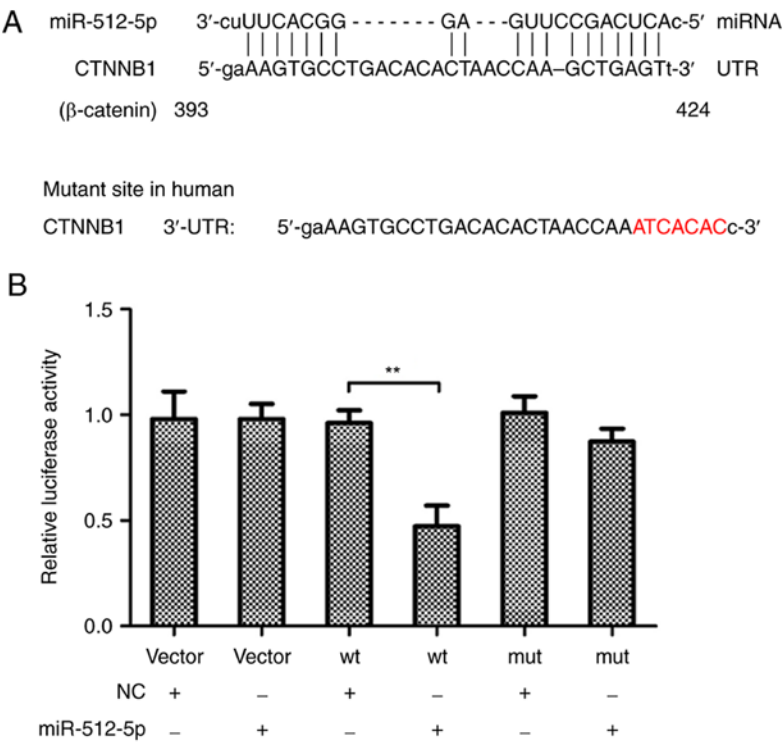 A
miR-512-5p 3′-cuUUCACGG-------GA---GUUCCGACUCAc-5′ miRNA
CTNNB1 5′-gaAAGTGCCTGACACACTAACCAA–GCTGAGTt-3′ UTR
(β-catenin) 393 424
Mutant site in human
CTNNB1 3′-UTR: 5′-gaAAGTGCCTGACACACTAACCAAATCACACc-3′
B
Relative luciferase activity
1.5
1.0
0.5
0.0
**
Vector Vector wt wt mut mut
NC + – + – + –
miR-512-5p – + – + – +